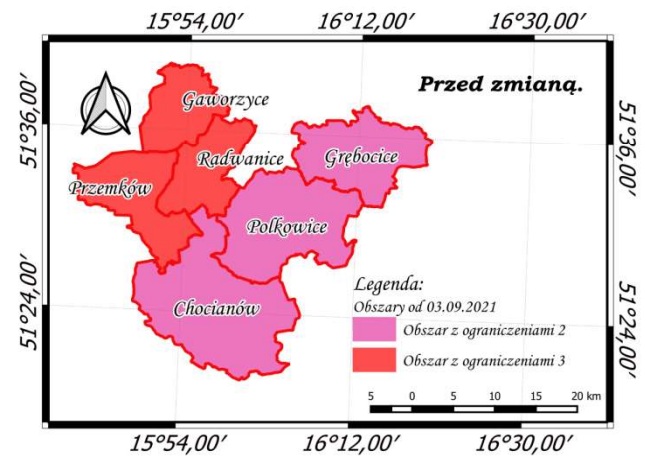 15°54,00′ 16°12,00′ 16°30,00′
Przed zmianą.
51°36,00′
51°36,00′
Gaworzyce
Radwanice
Grębocice
Przemków
Polkowice
Chocianów
Legenda:
Obszary od 03.09.2021
Obszar z ograniczeniami 2
Obszar z ograniczeniami 3
51°24,00′
51°24,00′
5 0 5 10 15 20 km
15°54,00′ 16°12,00′ 16°30,00′